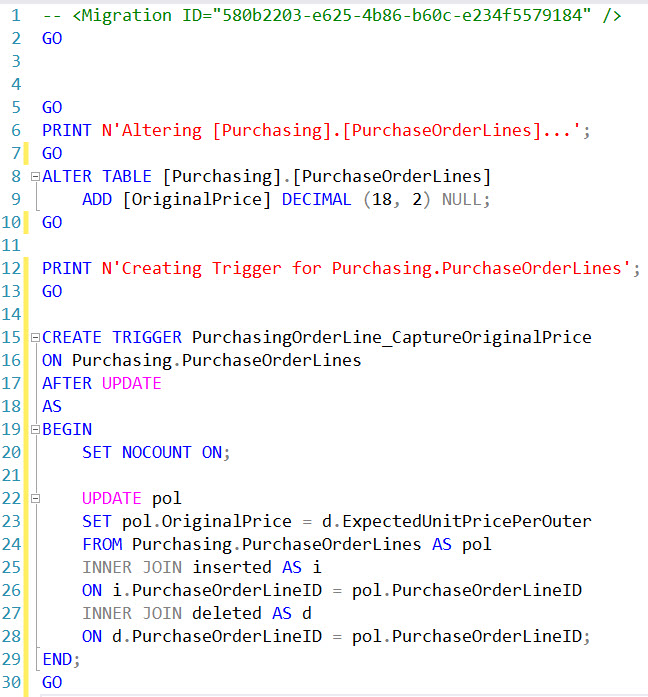 1 -- <Migration ID="580b2203-e625-4b86-b60c-e234f5579184" />
2 GO
3
4
5 GO
6 PRINT N'Altering [Purchasing].[PurchaseOrderLines]...';
7 GO
8 ALTER TABLE [Purchasing].[PurchaseOrderLines]
9     ADD [OriginalPrice] DECIMAL (18, 2) NULL;
10 GO
11
12 PRINT N'Creating Trigger for Purchasing.PurchaseOrderLines';
13 GO
14
15 CREATE TRIGGER PurchasingOrderLine_CaptureOriginalPrice
16 ON Purchasing.PurchaseOrderLines
17 AFTER UPDATE
18 AS
19 BEGIN
20     SET NOCOUNT ON;
21
22     UPDATE pol
23     SET pol.OriginalPrice = d.ExpectedUnitPricePerOuter
24     FROM Purchasing.PurchaseOrderLines AS pol
25     INNER JOIN inserted AS i
26     ON i.PurchaseOrderLineID = pol.PurchaseOrderLineID
27     INNER JOIN deleted AS d
28     ON d.PurchaseOrderLineID = pol.PurchaseOrderLineID;
29 END;
30 GO